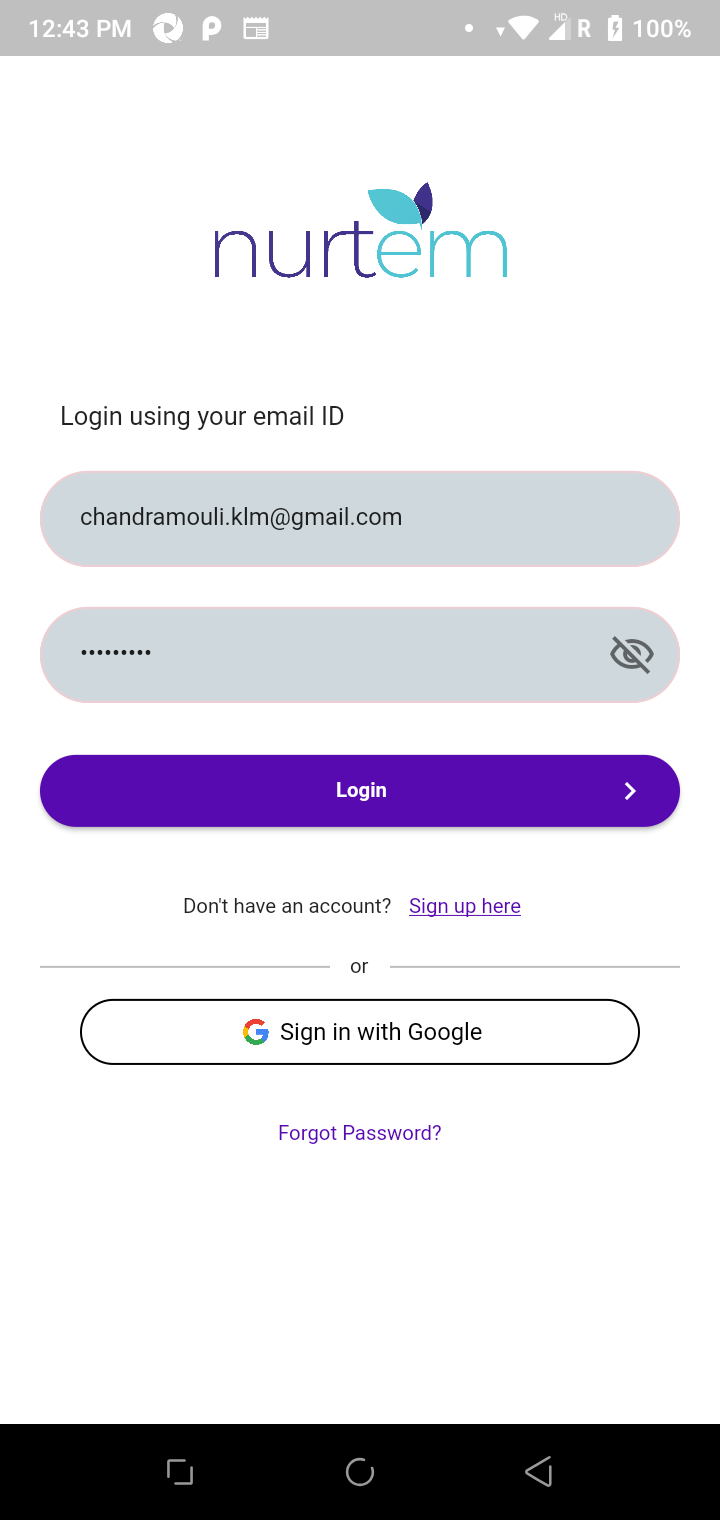 12:43 PM HD R 100%
nurtem
Login using your email ID
chandramouli.klm@gmail.com
•••••••••
Login
Don't have an account? Sign up here
or
Sign in with Google
Forgot Password?